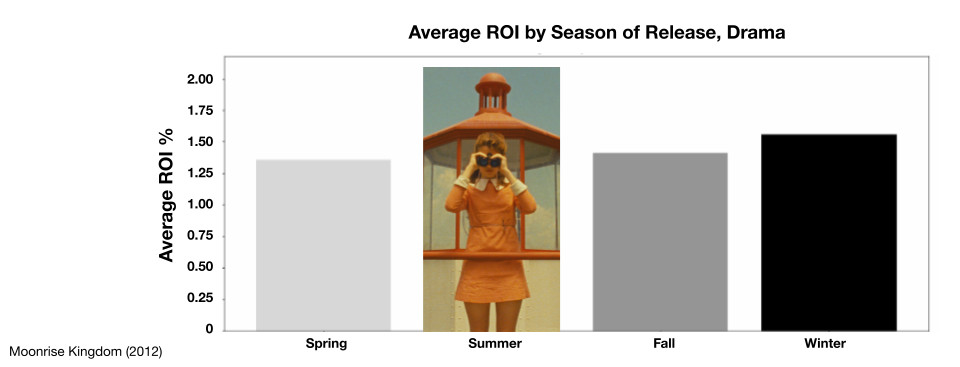 Average ROI by Season of Release, Drama
Average ROI %
2.00
1.75
1.50
1.25
1.00
0.75
0.50
0.25
0
Spring Summer Fall Winter
Moonrise Kingdom (2012)